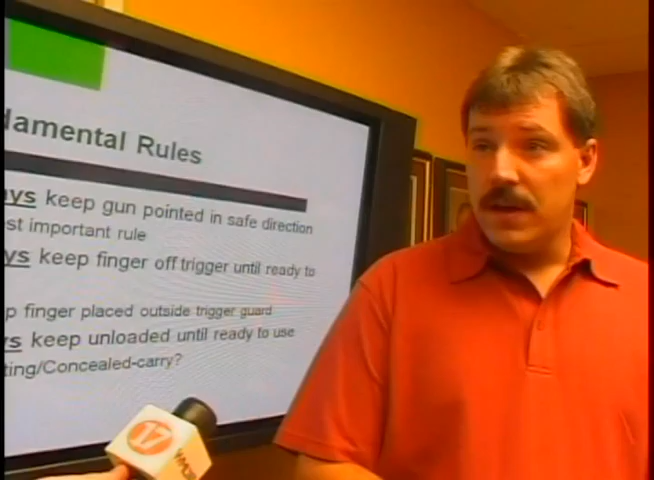 damental Rules
ys keep gun pointed in safe direction
st important rule
ys keep finger off trigger until ready to
p finger placed outside trigger guard
s keep unloaded until ready to use
ting/Concealed-carry?
17